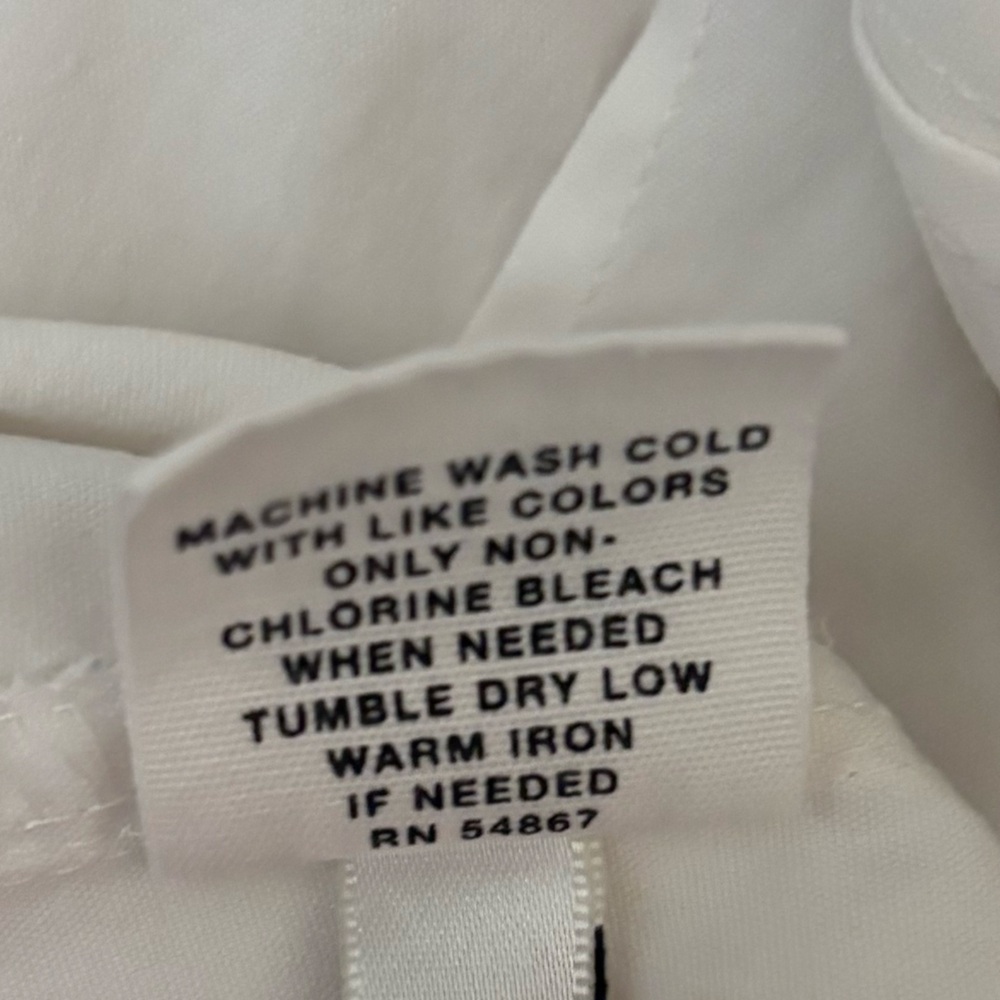 MACHINE WASH COLD
WITH LIKE COLORS
ONLY NON-
CHLORINE BLEACH
WHEN NEEDED
TUMBLE DRY LOW
WARM IRON
IF NEEDED
RN 54867